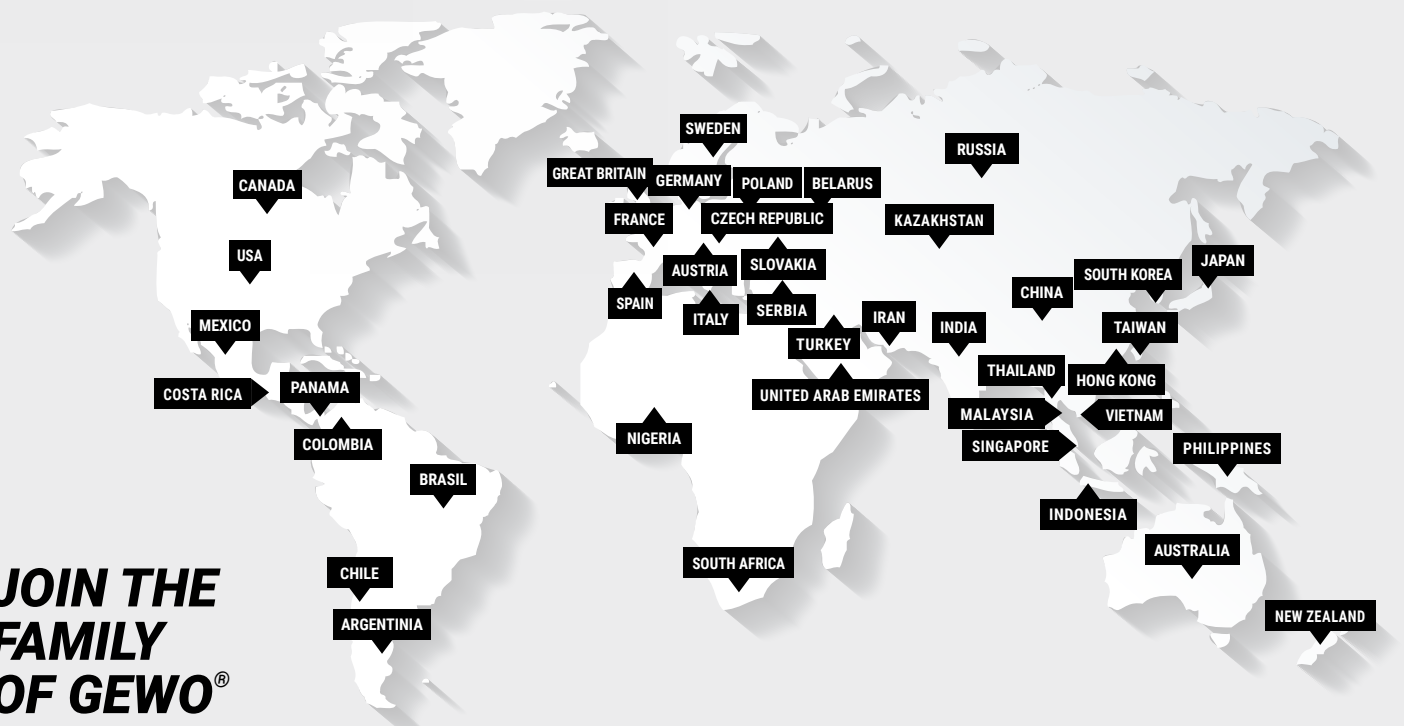 SWEDEN
RUSSIA
GREAT BRITAIN
GERMANY
POLAND
BELARUS
CANADA
FRANCE
CZECH REPUBLIC
KAZAKHSTAN
USA
AUSTRIA
SLOVAKIA
JAPAN
SOUTH KOREA
CHINA
SPAIN
ITALY
SERBIA
IRAN
INDIA
TAIWAN
MEXICO
TURKEY
THAILAND
HONG KONG
COSTA RICA
PANAMA
UNITED ARAB EMIRATES
MALAYSIA
VIETNAM
COLOMBIA
NIGERIA
SINGAPORE
PHILIPPINES
BRASIL
INDONESIA
AUSTRALIA
SOUTH AFRICA
CHILE
ARGENTINIA
NEW ZEALAND
JOIN THE
FAMILY
OF GEWO®